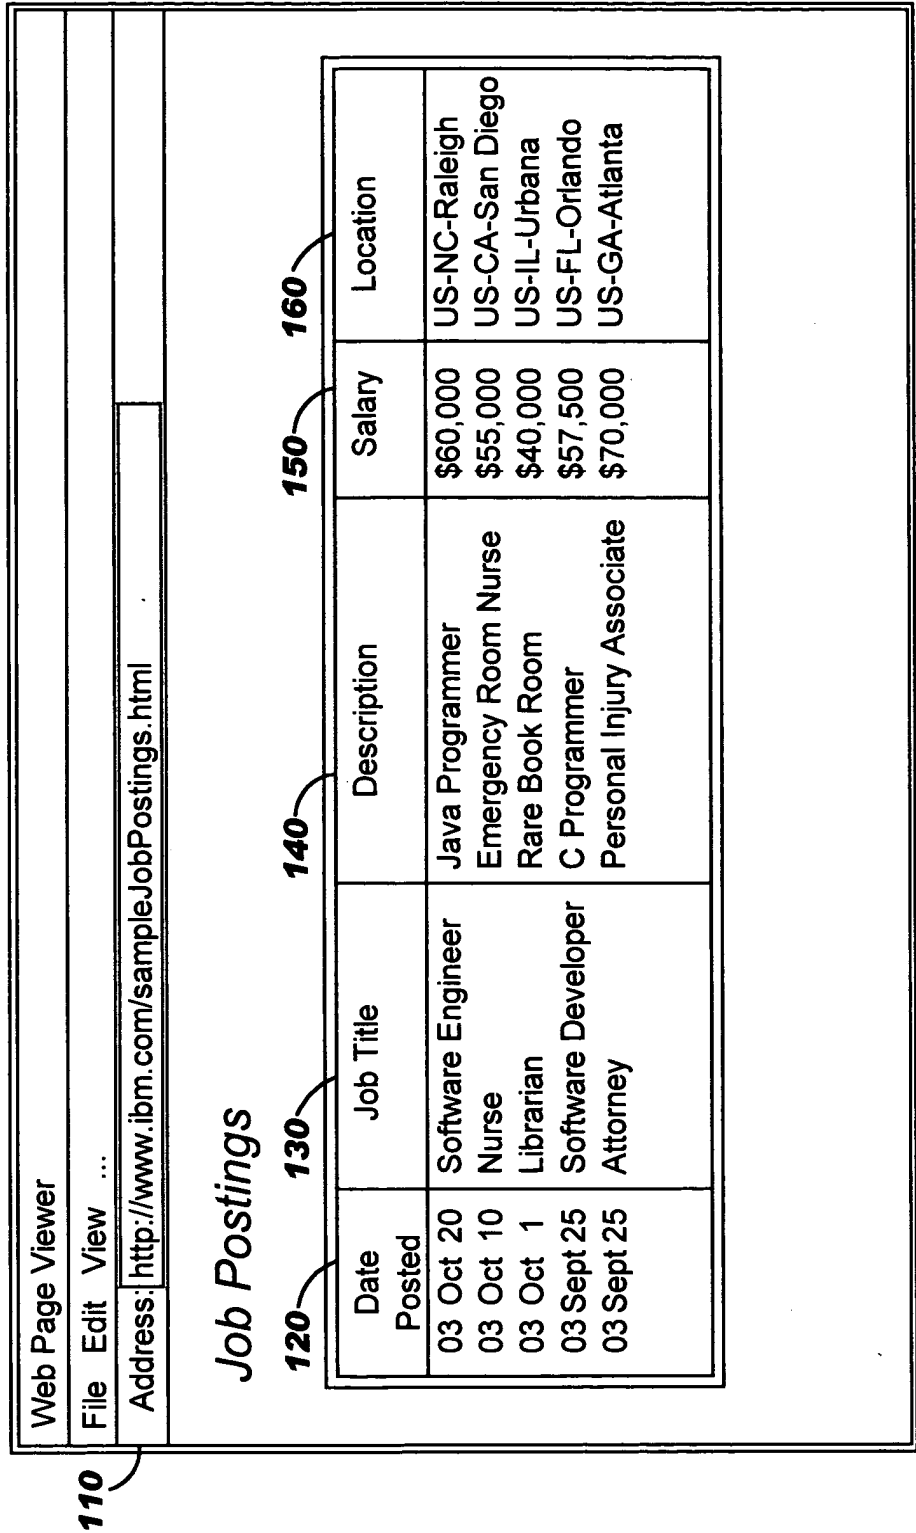 Web Page Viewer
File Edit View ...
110
Address: http://www.ibm.com/sampleJobPostings.html
Job Postings
120 130 140 150 160
Date Posted Job Title Description Salary Location
03 Oct 20 Software Engineer Java Programmer $60,000 US-NC-Raleigh
03 Oct 10 Nurse Emergency Room Nurse $55,000 US-CA-San Diego
03 Oct 1 Librarian Rare Book Room $40,000 US-IL-Urbana
03 Sept 25 Software Developer C Programmer $57,500 US-FL-Orlando
03 Sept 25 Attorney Personal Injury Associate $70,000 US-GA-Atlanta